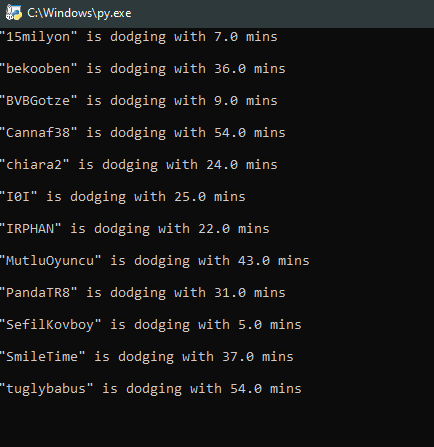 C:\Windows\py.exe
"15milyon" is dodging with 7.0 mins
"bekooben" is dodging with 36.0 mins
"BVBGotze" is dodging with 9.0 mins
"Cannaf38" is dodging with 54.0 mins
"chiara2" is dodging with 24.0 mins
"I0I" is dodging with 25.0 mins
"IRPHAN" is dodging with 22.0 mins
"MutluOyuncu" is dodging with 43.0 mins
"PandaTR8" is dodging with 31.0 mins
"SefilKovboy" is dodging with 5.0 mins
"SmileTime" is dodging with 37.0 mins
"tuglybabus" is dodging with 54.0 mins